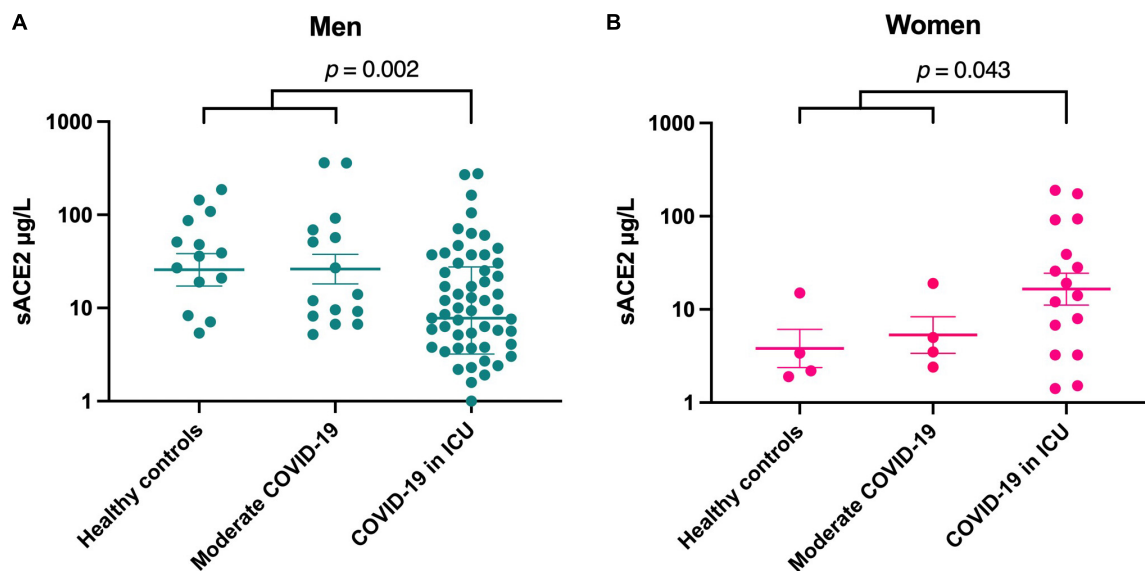 A
Men
p = 0.002
sACE2 µg/L
1000
100
10
1
Healthy controls
Moderate COVID-19
COVID-19 in ICU
B
Women
p = 0.043
sACE2 µg/L
1000
100
10
1
Healthy controls
Moderate COVID-19
COVID-19 in ICU